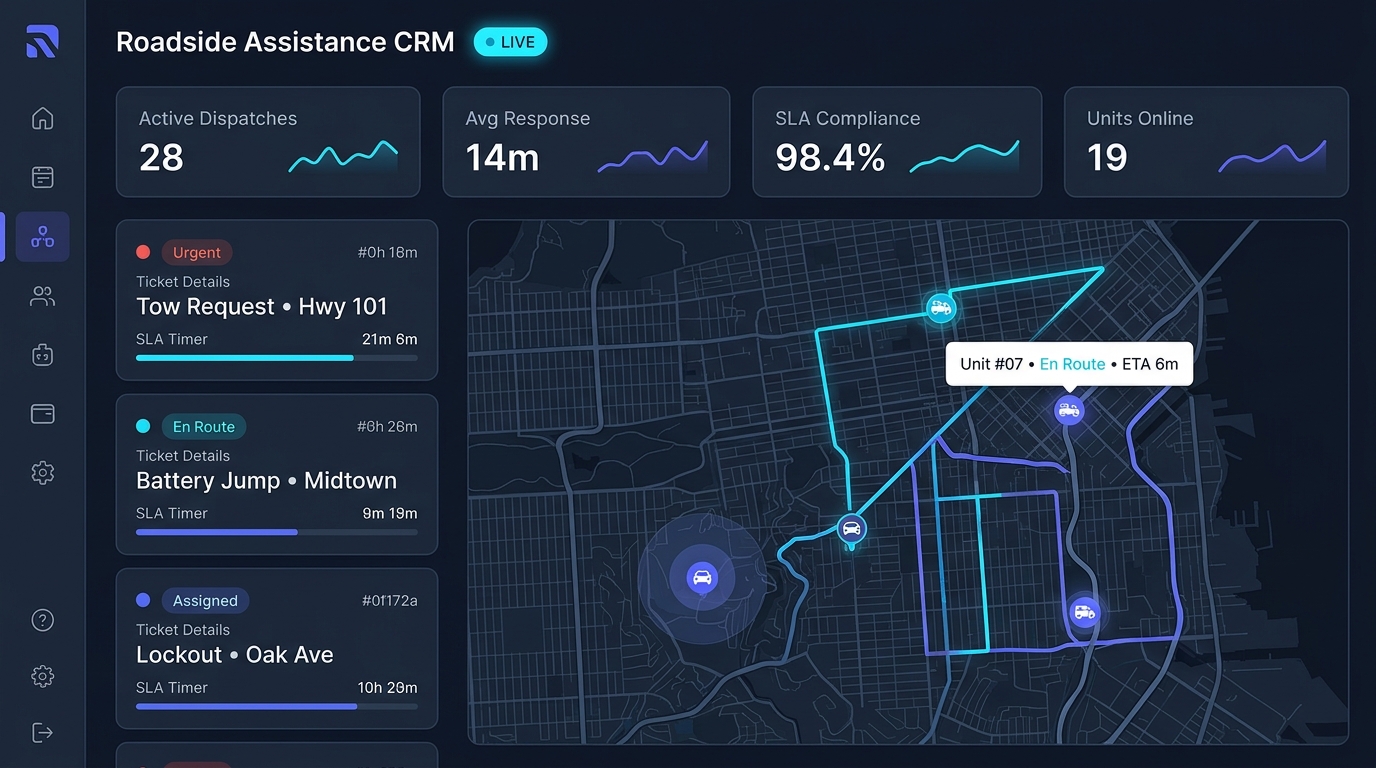 Roadside Assistance CRM
LIVE
Active Dispatches
28
Avg Response
14m
SLA Compliance
98.4%
Units Online
19
Urgent
#0h 16m
Ticket Details
Tow Request • Hwy 101
SLA Timer
21m 6m
En Route
#0h 26m
Ticket Details
Battery Jump • Midtown
SLA Timer
9m 19m
Assigned
#0f172a
Ticket Details
Lockout • Oak Ave
SLA Timer
10h 20m
Unit #07 • En Route • ETA 6m